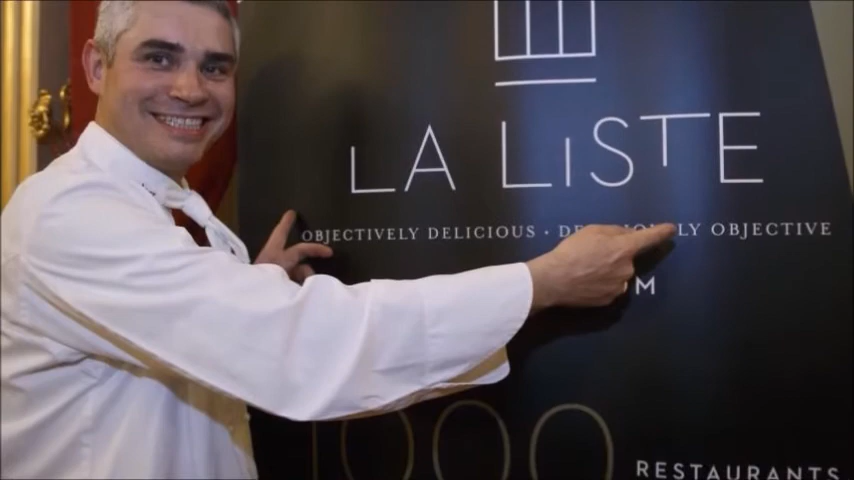 LA LISTE
OBJECTIVELY DELICIOUS • OBJECTIVE
M
1000 RESTAURANTS